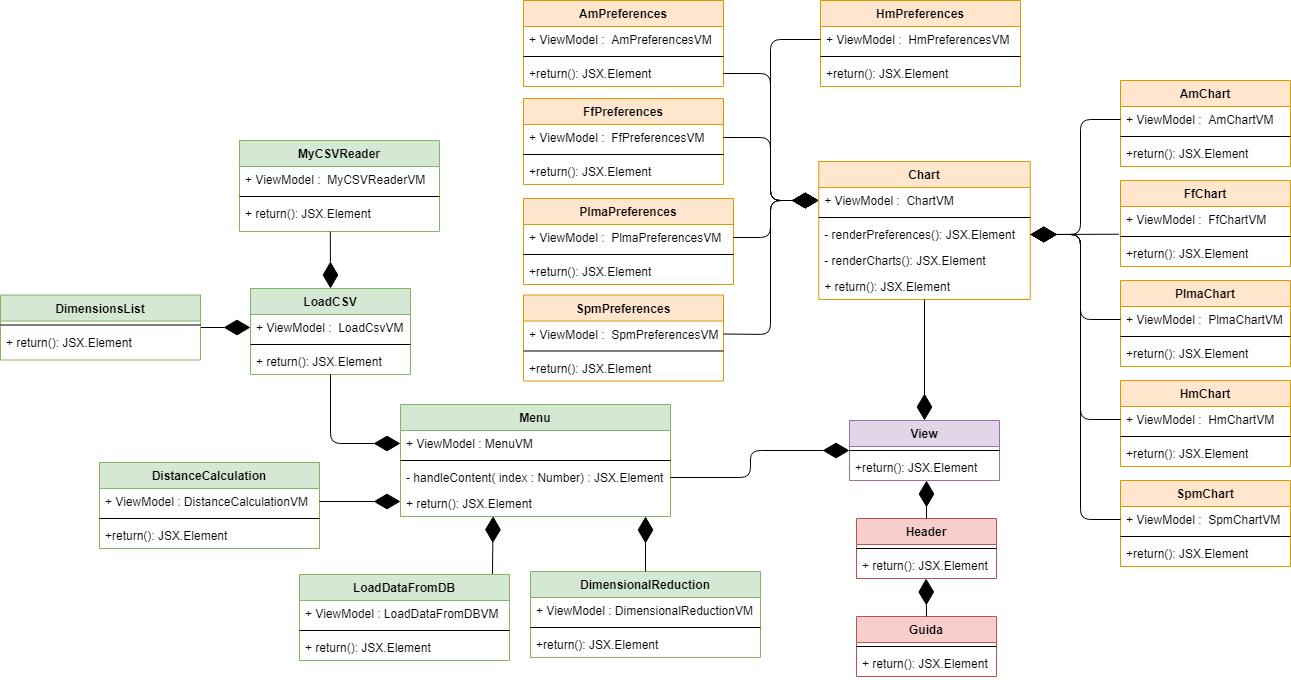 AmPreferences
+ ViewModel : AmPreferencesVM
+return(): JSX.Element
HmPreferences
+ ViewModel : HmPreferencesVM
+return(): JSX.Element
FfPreferences
+ ViewModel : FfPreferencesVM
+return(): JSX.Element
PlmaPreferences
+ ViewModel : PlmaPreferencesVM
+return(): JSX.Element
SpmPreferences
+ ViewModel : SpmPreferencesVM
+return(): JSX.Element
Chart
+ ViewModel : ChartVM
- renderPreferences(): JSX.Element
- renderCharts(): JSX.Element
+ return(): JSX.Element
AmChart
+ ViewModel : AmChartVM
+return(): JSX.Element
FfChart
+ ViewModel : FfChartVM
+return(): JSX.Element
PlmaChart
+ ViewModel : PlmaChartVM
+return(): JSX.Element
HmChart
+ ViewModel : HmChartVM
+return(): JSX.Element
SpmChart
+ ViewModel : SpmChartVM
+return(): JSX.Element
MyCSVReader
+ ViewModel : MyCSVReaderVM
+ return(): JSX.Element
DimensionsList
+ return(): JSX.Element
LoadCSV
+ ViewModel : LoadCsvVM
+ return(): JSX.Element
Menu
+ ViewModel : MenuVM
- handleContent( index : Number) : JSX.Element
+ return(): JSX.Element
DistanceCalculation
+ ViewModel : DistanceCalculationVM
+return(): JSX.Element
LoadDataFromDB
+ ViewModel : LoadDataFromDBVM
+ return(): JSX.Element
DimensionalReduction
+ ViewModel : DimensionalReductionVM
+return(): JSX.Element
View
+return(): JSX.Element
Header
+ return(): JSX.Element
Guida
+ return(): JSX.Element